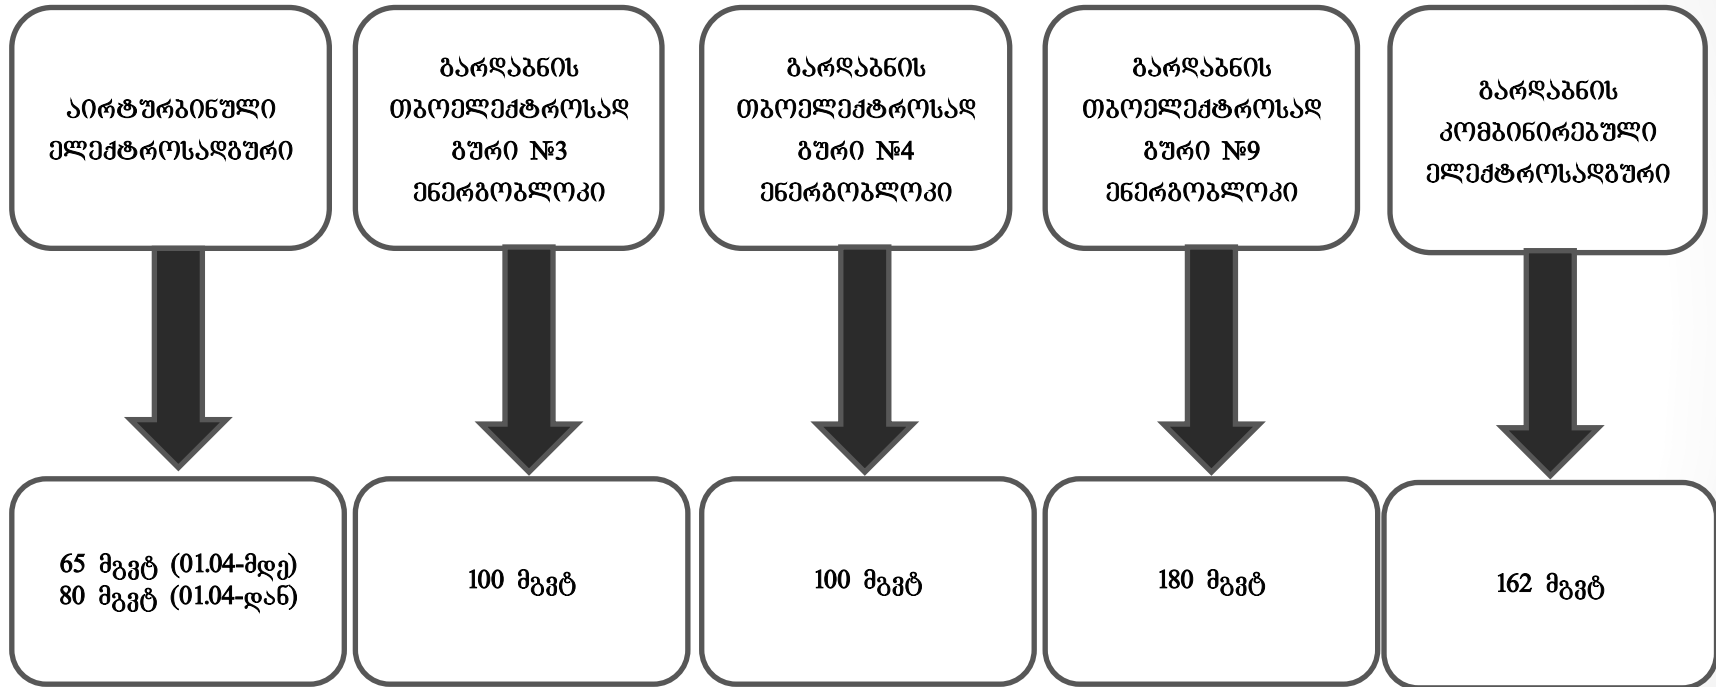 აირტურბინული
ელექტროსადგური
გარდაბნის
თბოელექტროსად
გური №3
ენერგობლოკი
გარდაბნის
თბოელექტროსად
გური №4
ენერგობლოკი
გარდაბნის
თბოელექტროსად
გური №9
ენერგობლოკი
გარდაბნის
კომბინირებული
ელექტროსადგური
65 მგვტ (01.04-მდე)
80 მგვტ (01.04-დან)
100 მგვტ
100 მგვტ
180 მგვტ
162 მგვტ